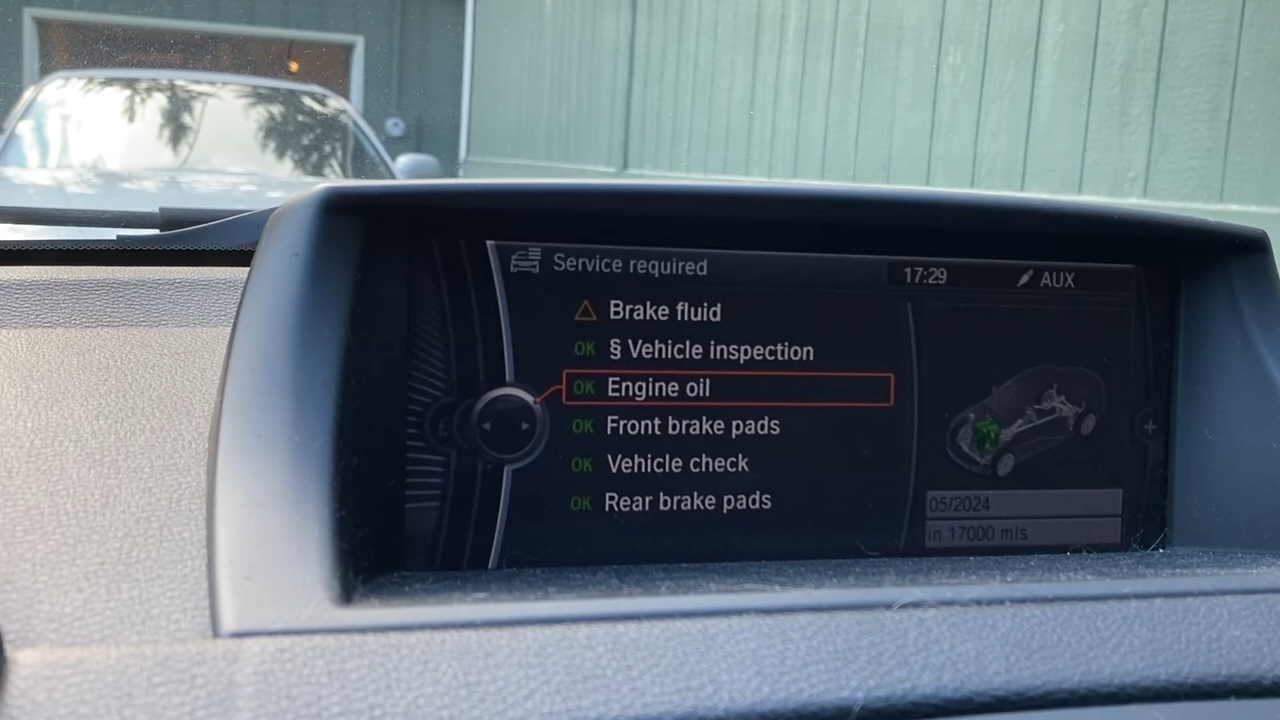 Service required
17:29
AUX
Brake fluid
OK § Vehicle inspection
OK Engine oil
OK Front brake pads
OK Vehicle check
OK Rear brake pads
05/2024
in 17000 mls
+